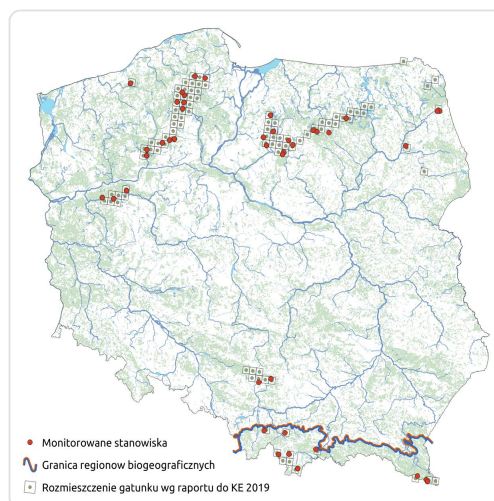 Monitorowane stanowiska
Granica regionow biogeograficznych
Rozmieszczenie gatunku wg raportu do KE 2019